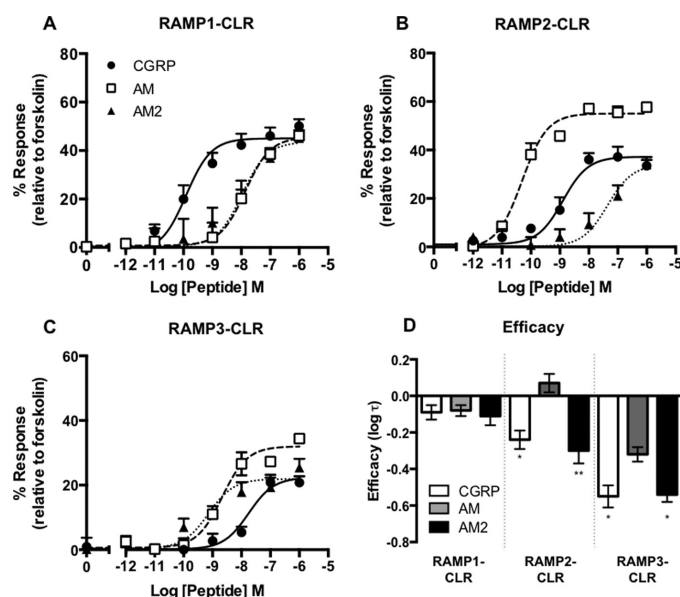 A
RAMP1-CLR
60
40
20
0
% Response
(relative to forskolin)
CGRP
AM
AM2
0 -12 -11 -10 -9 -8 -7 -6 -5
Log [Peptide] M
B
RAMP2-CLR
80
60
40
20
0
% Response
(relative to forskolin)
0 -12 -11 -10 -9 -8 -7 -6 -5
Log [Peptide] M
C
RAMP3-CLR
60
40
20
0
% Response
(relative to forskolin)
0 -12 -11 -10 -9 -8 -7 -6 -5
Log [Peptide] M
D
Efficacy
0.2
0.0
-0.2
-0.4
-0.6
-0.8
Efficacy (log τ)
CGRP
AM
AM2
*
**
*
*
RAMP1-
CLR
RAMP2-
CLR
RAMP3-
CLR